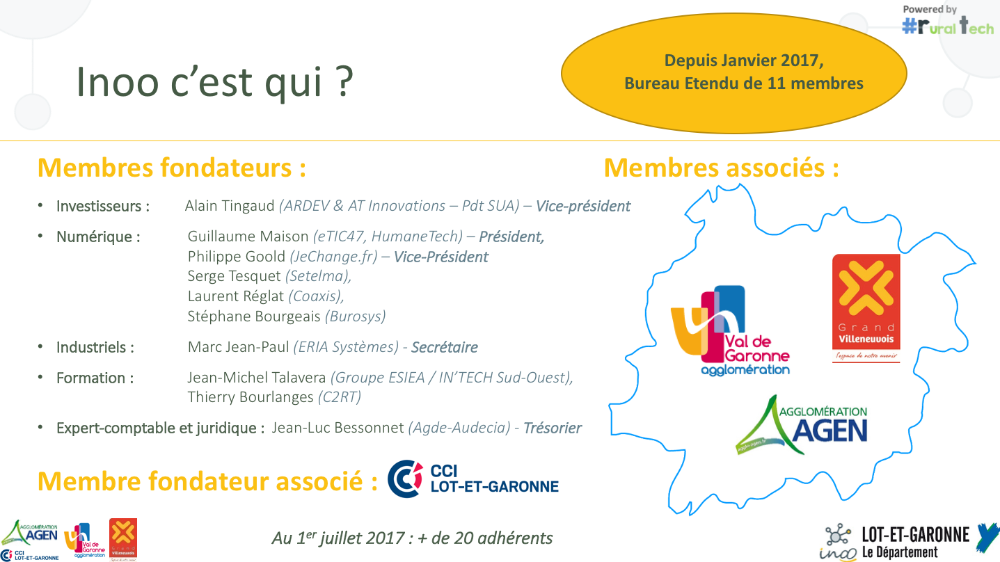 Powered by
#rural tech
Inoo c’est qui ?
Depuis Janvier 2017,
Bureau Etendu de 11 membres
Membres fondateurs :
• Investisseurs : Alain Tingaud (ARDEV & AT Innovations – Pdt SUA) – Vice-président
• Numérique : Guillaume Maison (eTIC47, HumaneTech) – Président,
Philippe Goold (JeChange.fr) – Vice-Président
Serge Tesquet (Setelma),
Laurent Réglat (Coaxis),
Stéphane Bourgeais (Burosys)
• Industriels : Marc Jean-Paul (ERIA Systèmes) - Secrétaire
• Formation : Jean-Michel Talavera (Groupe ESIEA / IN’TECH Sud-Ouest),
Thierry Bourlanges (C2RT)
• Expert-comptable et juridique : Jean-Luc Bessonnet (Agde-Audecia) - Trésorier
Membre fondateur associé :
CCI
LOT-ET-GARONNE
Membres associés :
Grand
Villeneuvois
l'espace de notre avenir
Val de
Garonne
agglomération
AGGLOMÉRATION
AGEN
agglo-agen.fr
AGGLOMÉRATION
AGEN
CCI
LOT-ET-GARONNE
Val de
Garonne
agglomération
Grand
Villeneuvois
Au 1er juillet 2017 : + de 20 adhérents
inoo
LOT-ET-GARONNE
Le Département